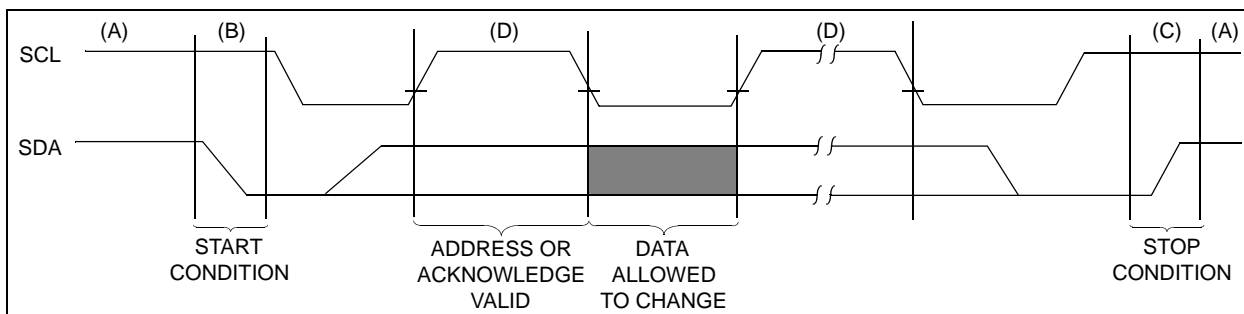 (A) (B) (D) (D) (C) (A)
SCL
SDA
START
CONDITION
ADDRESS OR
ACKNOWLEDGE
VALID
DATA
ALLOWED
TO CHANGE
STOP
CONDITION